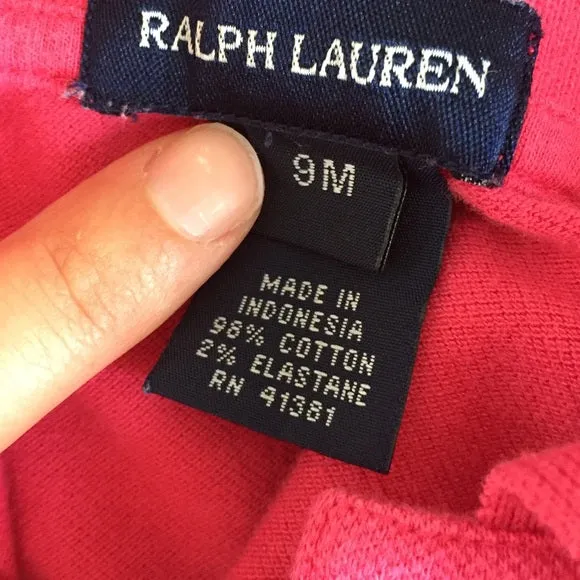 RALPH LAUREN
9M
MADE IN
INDONESIA
98% COTTON
2% ELASTANE
RN 41381